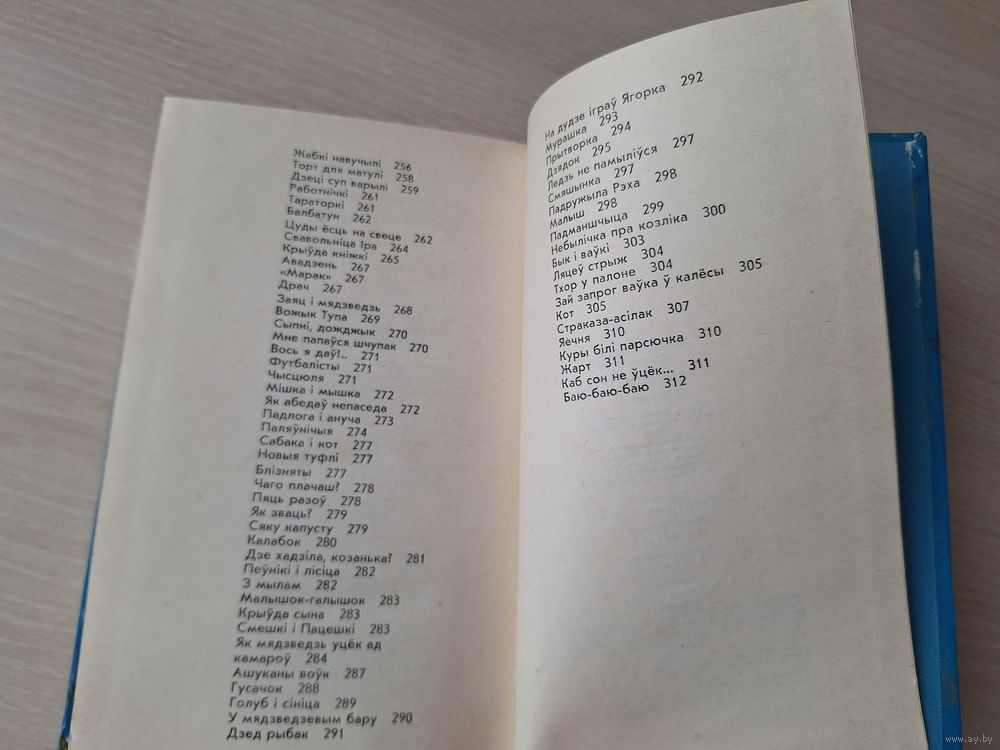 Жабкі навучылі 256
Торт для матулі 258
Дзеці суп варылі 259
Работнічкі 261
Тараторкі 261
Балбатун 262
Цуды ёсць на свеце 262
Свавольніца Іра 264
Крыўда кніжкі 265
Авадзень 267
«Марак» 267
Драч 267
Заяц і мядзведзь 268
Вожык Тупа 269
Сыпні, дожджык 270
Мне папаўся шчупак 270
Вось я даў!.. 271
Футбалісты 271
Чысцюля 271
Мішка і мышка 272
Як абедаў непаседа 272
Падлога і ануча 273
Паляўнічыя 274
Сабака і кот 277
Новыя туфлі 277
Блізняты 277
Чаго плачаш? 278
Пяць разоў 278
Як зваць? 279
Сяку капусту 279
Калабок 280
Дзе хадзіла, козанька? 281
Пеўнікі і лісіца 282
З мылам 282
Малышок-галышок 283
Крыўда сына 283
Смешкі і Пацешкі 283
Як мядзведзь уцёк ад
камароў 284
Ашуканы воўк 287
Гусачок 288
Голуб і сініца 289
У мядзведзевым бару 290
Дзед рыбак 291
На дудзе іграў Ягорка 292
Мурашка 293
Прытворка 294
Дзядок 295
Ледзь не памыліўся 297
Смяшынка 297
Падружыла Рэха 298
Малыш 298
Падманшчыца 299
Небылічка пра козліка 300
Бык і ваўкі 303
Ляцеў стрыж 304
Тхор у палоне 304
Зай запрог ваўка ў калёсы 305
Кот 305
Страказа-асілак 307
Яечня 310
Куры білі парсючка 310
Жарт 311
Каб сон не ўцёк... 311
Баю-баю-баю 312
www.ay.by